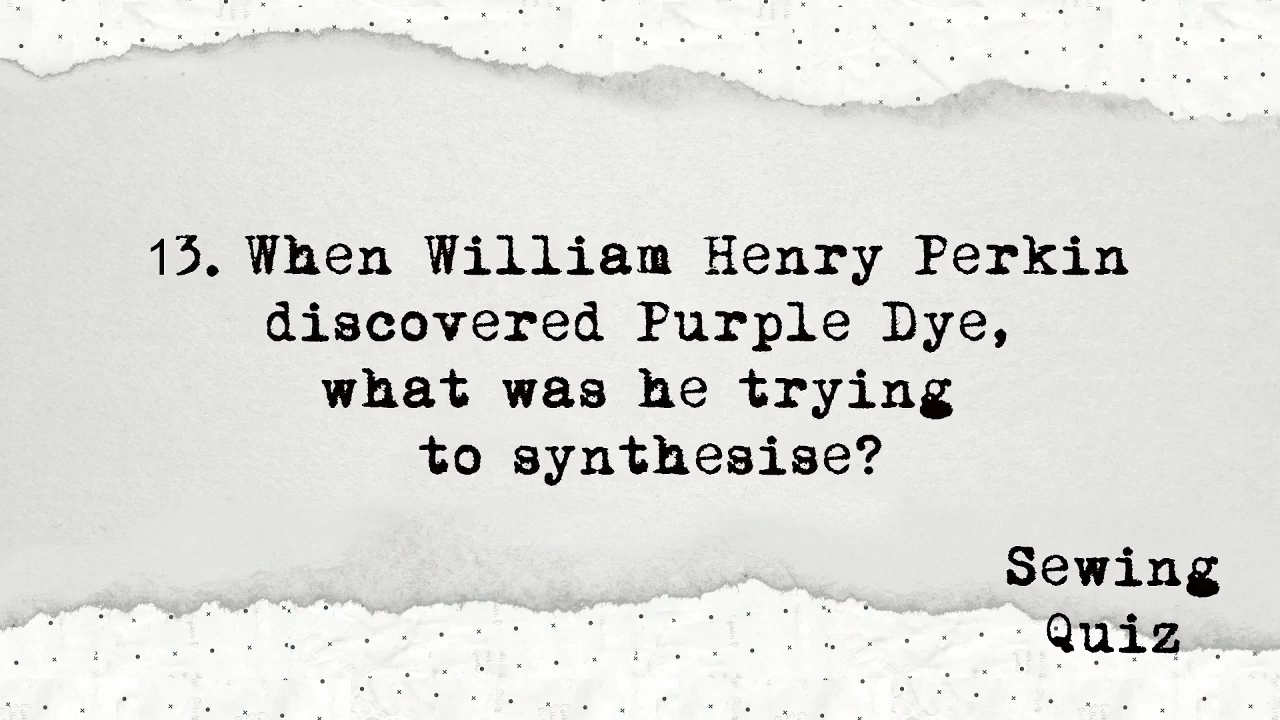 13. When William Henry Perkin
discovered Purple Dye,
what was he trying
to synthesise?
Sewing
Quiz